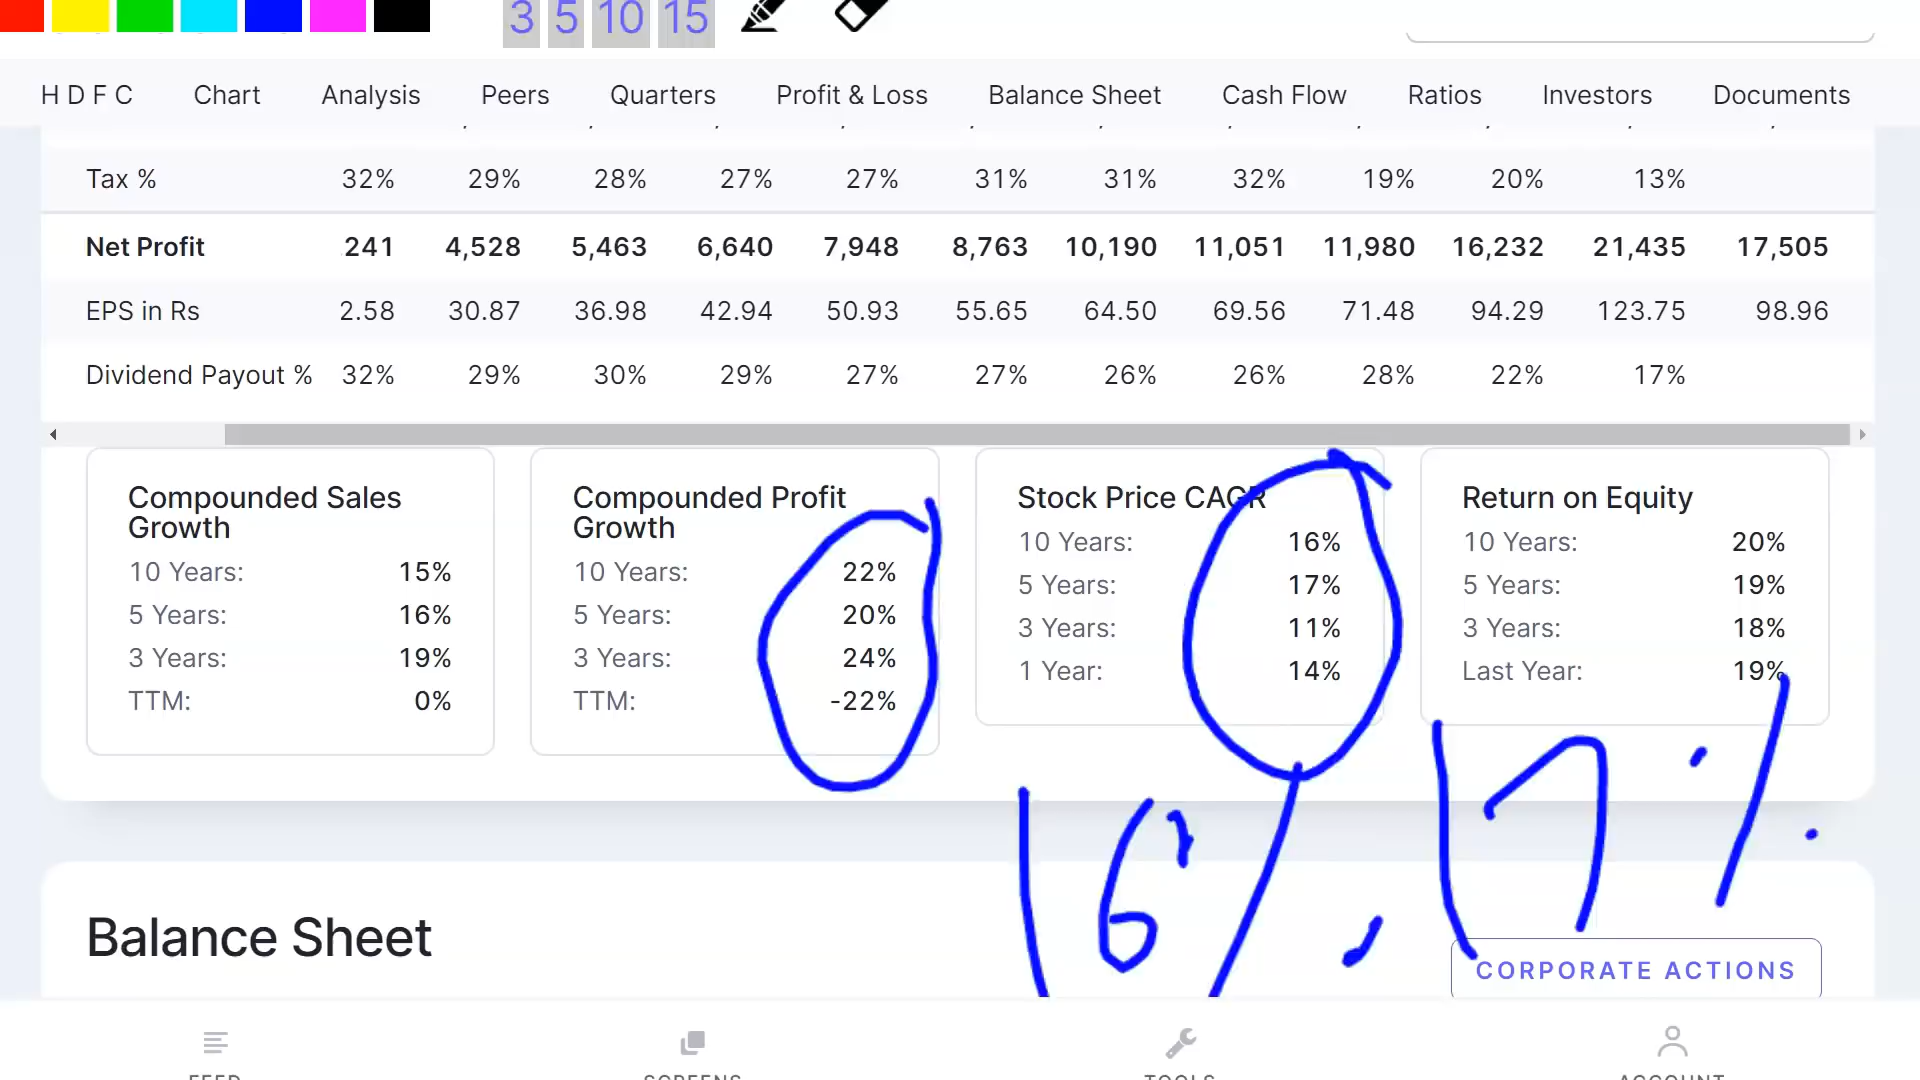 3 5 10 15
H D F C Chart Analysis Peers Quarters Profit & Loss Balance Sheet Cash Flow Ratios Investors Documents
Tax % 32% 29% 28% 27% 27% 31% 31% 32% 19% 20% 13%
Net Profit 241 4,528 5,463 6,640 7,948 8,763 10,190 11,051 11,980 16,232 21,435 17,505
EPS in Rs 2.58 30.87 36.98 42.94 50.93 55.65 64.50 69.56 71.48 94.29 123.75 98.96
Dividend Payout % 32% 29% 30% 29% 27% 27% 26% 26% 28% 22% 17%
Compounded Sales
Growth
10 Years: 15%
5 Years: 16%
3 Years: 19%
TTM: 0%
Compounded Profit
Growth
10 Years: 22%
5 Years: 20%
3 Years: 24%
TTM: -22%
Stock Price CAGR
10 Years: 16%
5 Years: 17%
3 Years: 11%
1 Year: 14%
Return on Equity
10 Years: 20%
5 Years: 19%
3 Years: 18%
Last Year: 19%
16%, 17%
Balance Sheet
CORPORATE ACTIONS
FEED SCREENS TOOLS ACCOUNT